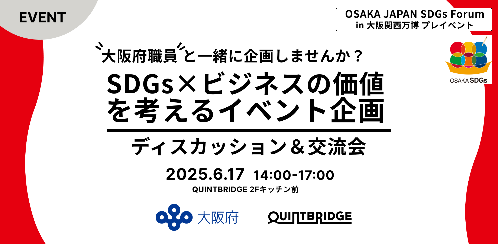 EVENT
OSAKA JAPAN SDGs Forum
in 大阪関西万博 プレイベント
OSAKA SDGs
大阪府職員と一緒に企画しませんか？
SDGs×ビジネスの価値
を考えるイベント企画
ディスカッション＆交流会
2025.6.17 14:00-17:00
QUINTBRIDGE 2Fキッチン前
大阪府
QUINTBRIDGE